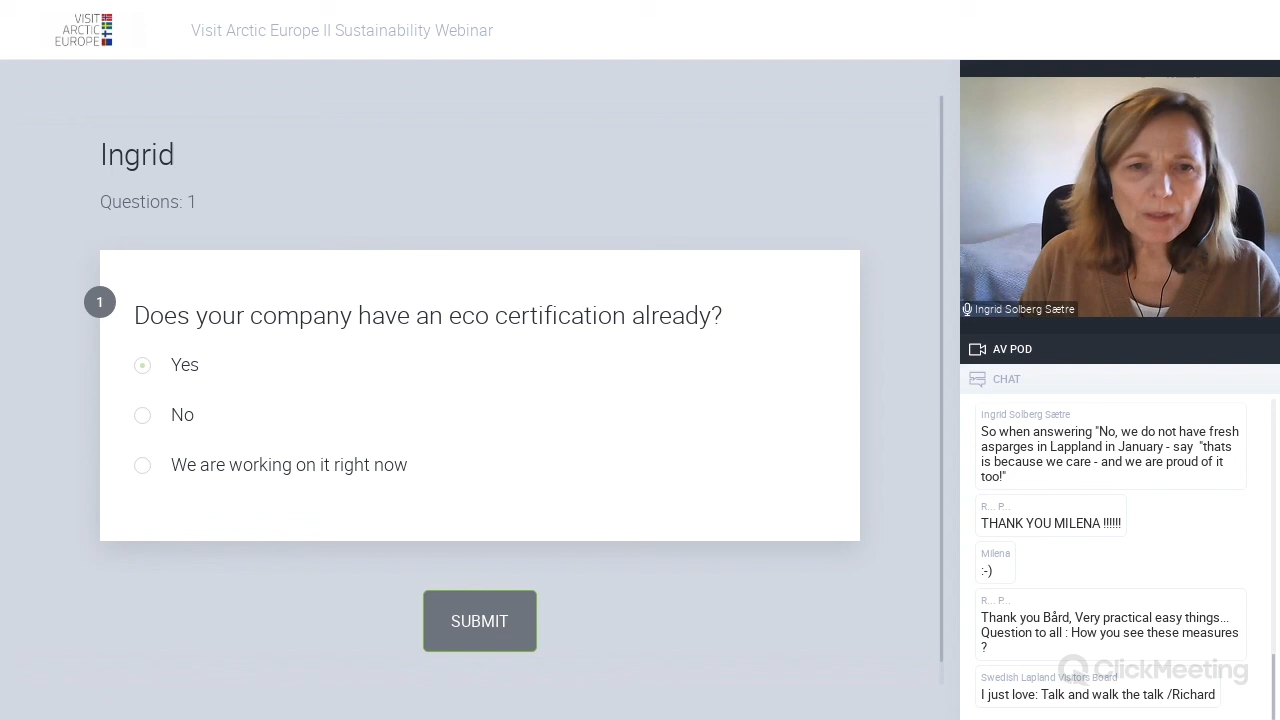 VISIT
ARCTIC
EUROPE
Visit Arctic Europe II Sustainability Webinar
Ingrid
Questions: 1
1
Does your company have an eco certification already?
Yes
No
We are working on it right now
SUBMIT
Ingrid Solberg Sætre
AV POD
CHAT
Ingrid Solberg Sætre
So when answering "No, we do not have fresh
asparges in Lappland in January - say "thats
is because we care - and we are proud of it
too!"
R... P...
THANK YOU MILENA !!!!!!
Milena
:-)
R... P...
Thank you Bård, Very practical easy things...
Question to all : How you see these measures
?
ClickMeeting
Swedish Lapland Visitors Board
I just love: Talk and walk the talk /Richard